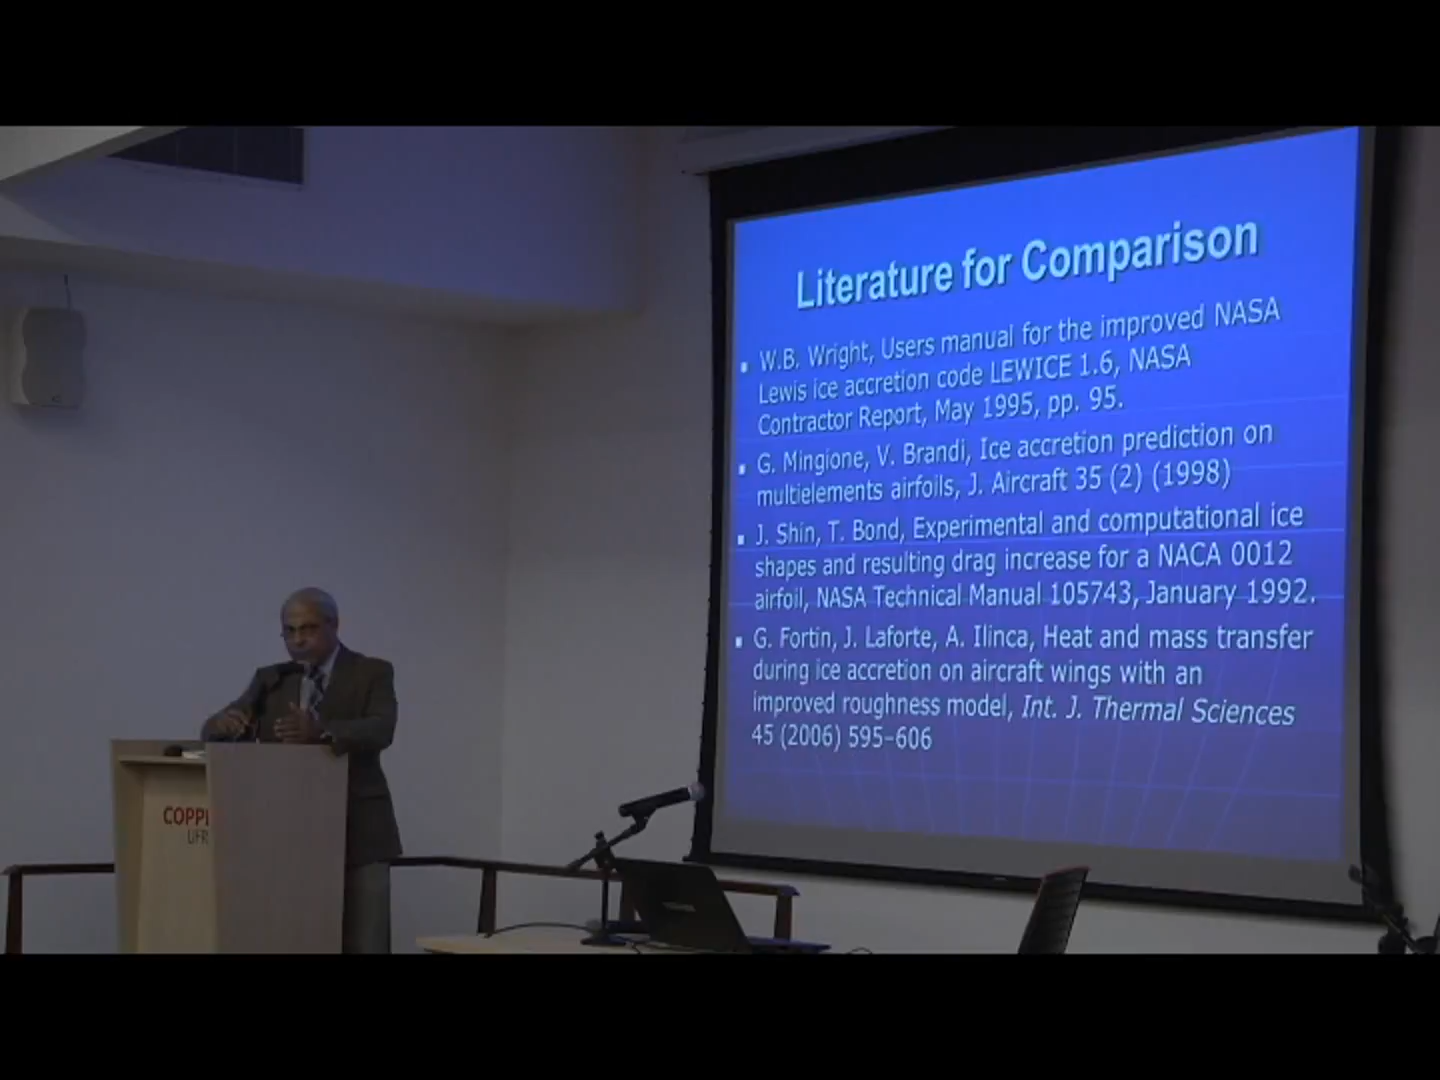 Literature for Comparison
W.B. Wright, Users manual for the improved NASA
Lewis ice accretion code LEWICE 1.6, NASA
Contractor Report, May 1995, pp. 95.
G. Mingione, V. Brandi, Ice accretion prediction on
multielements airfoils, J. Aircraft 35 (2) (1998)
J. Shin, T. Bond, Experimental and computational ice
shapes and resulting drag increase for a NACA 0012
airfoil, NASA Technical Manual 105743, January 1992.
G. Fortin, J. Laforte, A. Ilinca, Heat and mass transfer
during ice accretion on aircraft wings with an
improved roughness model, Int. J. Thermal Sciences
45 (2006) 595–606
COPP
UFR